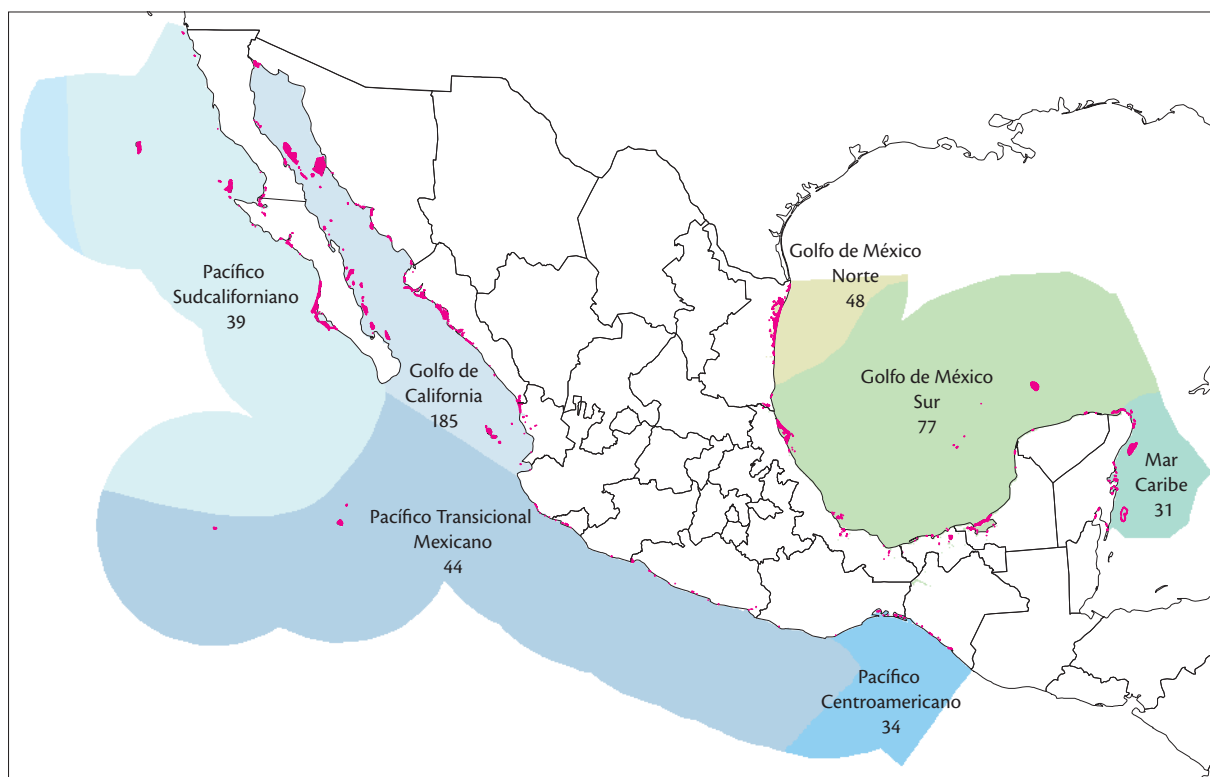 Pacífico
Sudcaliforniano
39
Golfo de
California
185
Pacífico Transicional
Mexicano
44
Golfo de México
Norte
48
Golfo de México
Sur
77
Mar
Caribe
31
Pacífico
Centroamericano
34